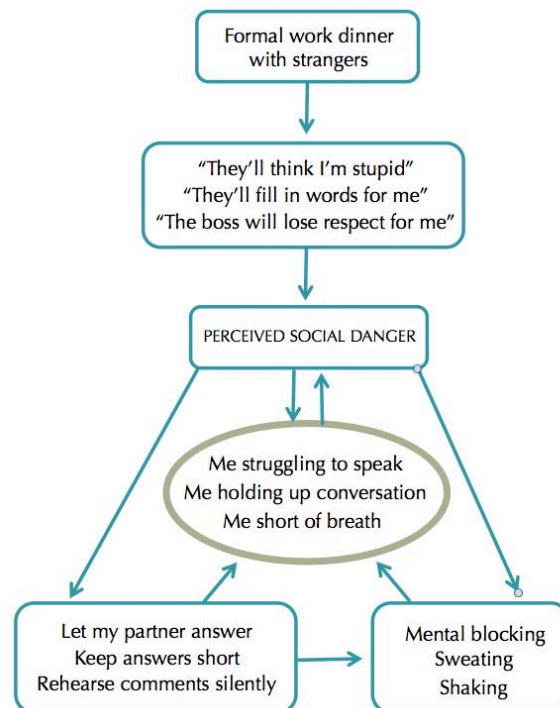 Formal work dinner
with strangers
“They’ll think I’m stupid”
“They’ll fill in words for me”
“The boss will lose respect for me”
PERCEIVED SOCIAL DANGER
Me struggling to speak
Me holding up conversation
Me short of breath
Let my partner answer
Keep answers short
Rehearse comments silently
Mental blocking
Sweating
Shaking